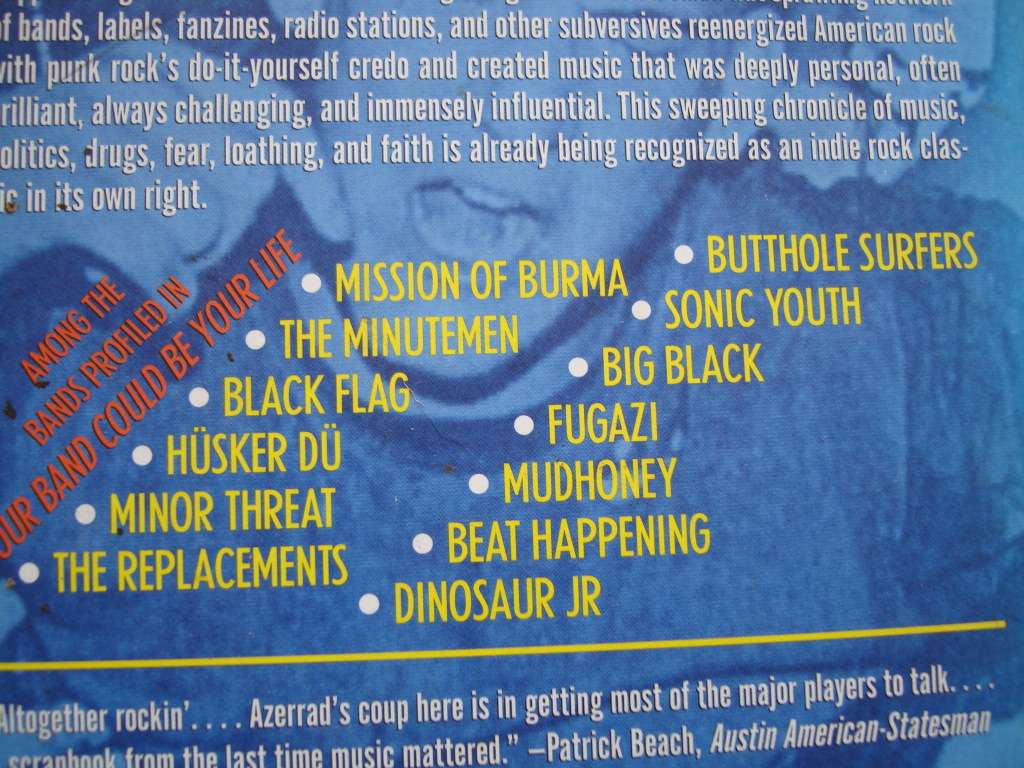 of bands, labels, fanzines, radio stations, and other subversives reenergized American rock
with punk rock's do-it-yourself credo and created music that was deeply personal, often
brilliant, always challenging, and immensely influential. This sweeping chronicle of music,
politics, drugs, fear, loathing, and faith is already being recognized as an indie rock clas-
sic in its own right.
AMONG THE
BANDS PROFILED IN
OUR BAND COULD BE YOUR LIFE
• MISSION OF BURMA
• THE MINUTEMEN
• BLACK FLAG
• HÜSKER DÜ
• MINOR THREAT
• THE REPLACEMENTS
• BUTTHOLE SURFERS
• SONIC YOUTH
• BIG BLACK
• FUGAZI
• MUDHONEY
• BEAT HAPPENING
• DINOSAUR JR
Altogether rockin'.... Azerrad's coup here is in getting most of the major players to talk....
scrapbook from the last time music mattered." –Patrick Beach, Austin American-Statesman